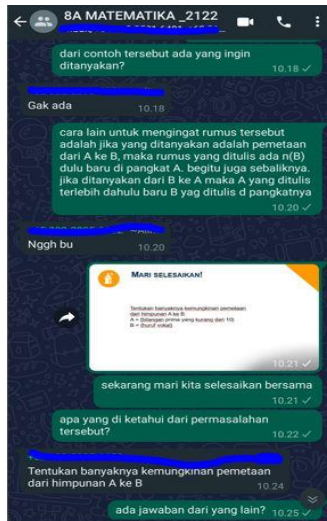 8A MATEMATIKA _2122
dari contoh tersebut ada yang ingin
ditanyakan?
10.18
Gak ada
10.18
cara lain untuk mengingat rumus tersebut
adalah jika yang ditanyakan adalah pemetaan
dari A ke B, maka rumus yang ditulis ada n(B)
dulu baru di pangkat A. begitu juga sebaliknya.
jika ditanyakan dari B ke A maka A yang ditulis
terlebih dahulu baru B yag ditulis d pangkatnya
10.20
Nggh bu
10.20
MARI SELESAIKAN!
Tentukan banyaknya kemungkinan pemetaan
dari himpunan A ke B
A = {bilangan prima yang kurang dari 10}
B = {huruf vokal}
10.21
sekarang mari kita selesaikan bersama
10.21
apa yang di ketahui dari permasalahan
tersebut?
10.22
Tentukan banyaknya kemungkinan pemetaan
dari himpunan A ke B
10.24
ada jawaban dari yang lain?
10.25